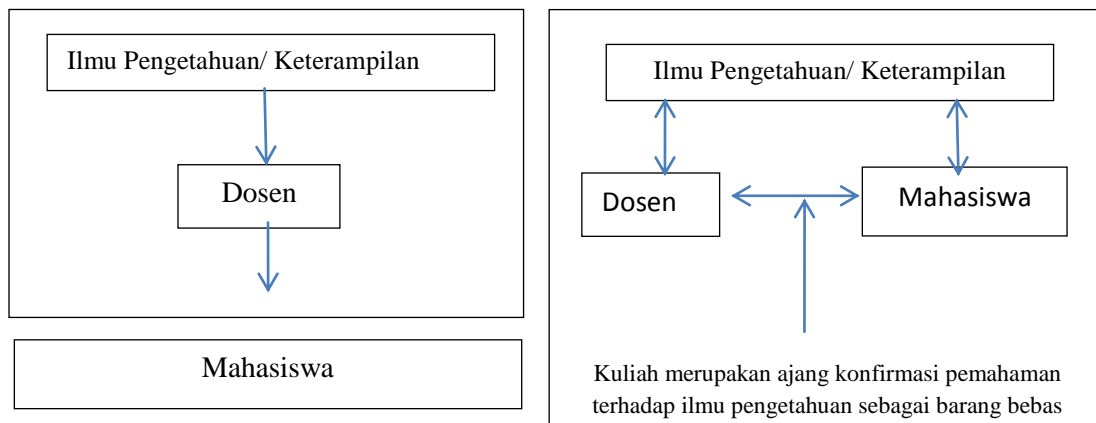 Ilmu Pengetahuan/ Keterampilan
Dosen
Mahasiswa
Ilmu Pengetahuan/ Keterampilan
Dosen
Mahasiswa
Kuliah merupakan ajang konfirmasi pemahaman
terhadap ilmu pengetahuan sebagai barang bebas